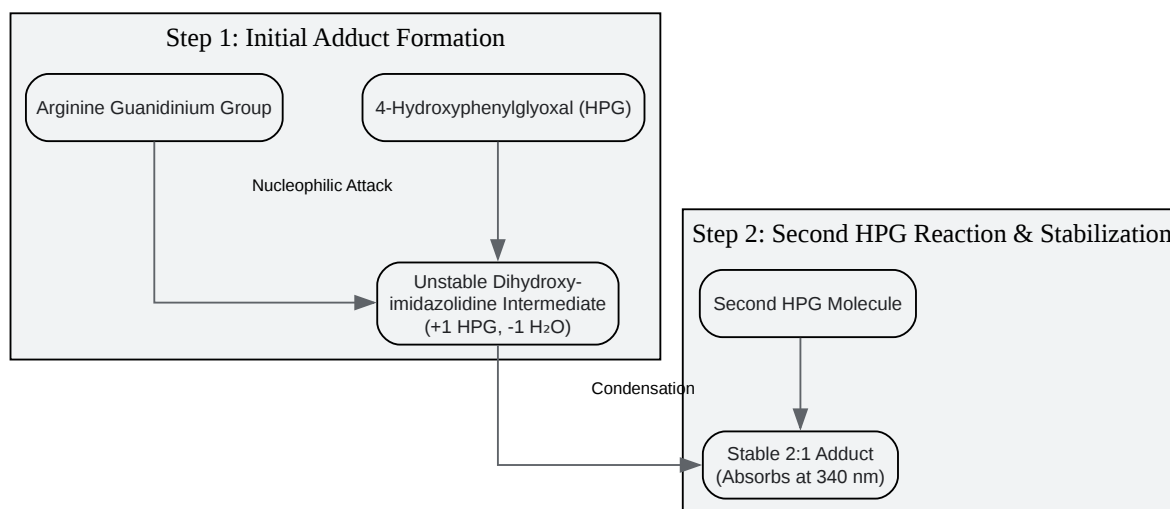 Step 1: Initial Adduct Formation
Arginine Guanidinium Group
4-Hydroxyphenylglyoxal (HPG)
Nucleophilic Attack
Unstable Dihydroxy-
imidazolidine Intermediate
(+1 HPG, -1 H₂O)
Step 2: Second HPG Reaction & Stabilization
Second HPG Molecule
Condensation
Stable 2:1 Adduct
(Absorbs at 340 nm)